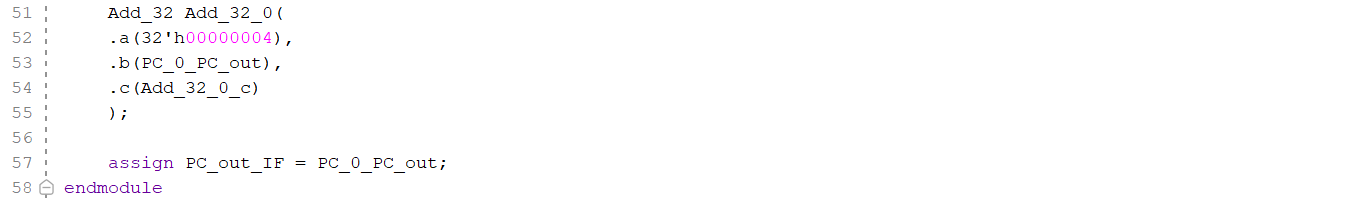 51 Add_32 Add_32_0(
52 .a(32'h00000004),
53 .b(PC_0_PC_out),
54 .c(Add_32_0_c)
55 );
56
57 assign PC_out_IF = PC_0_PC_out;
58 endmodule